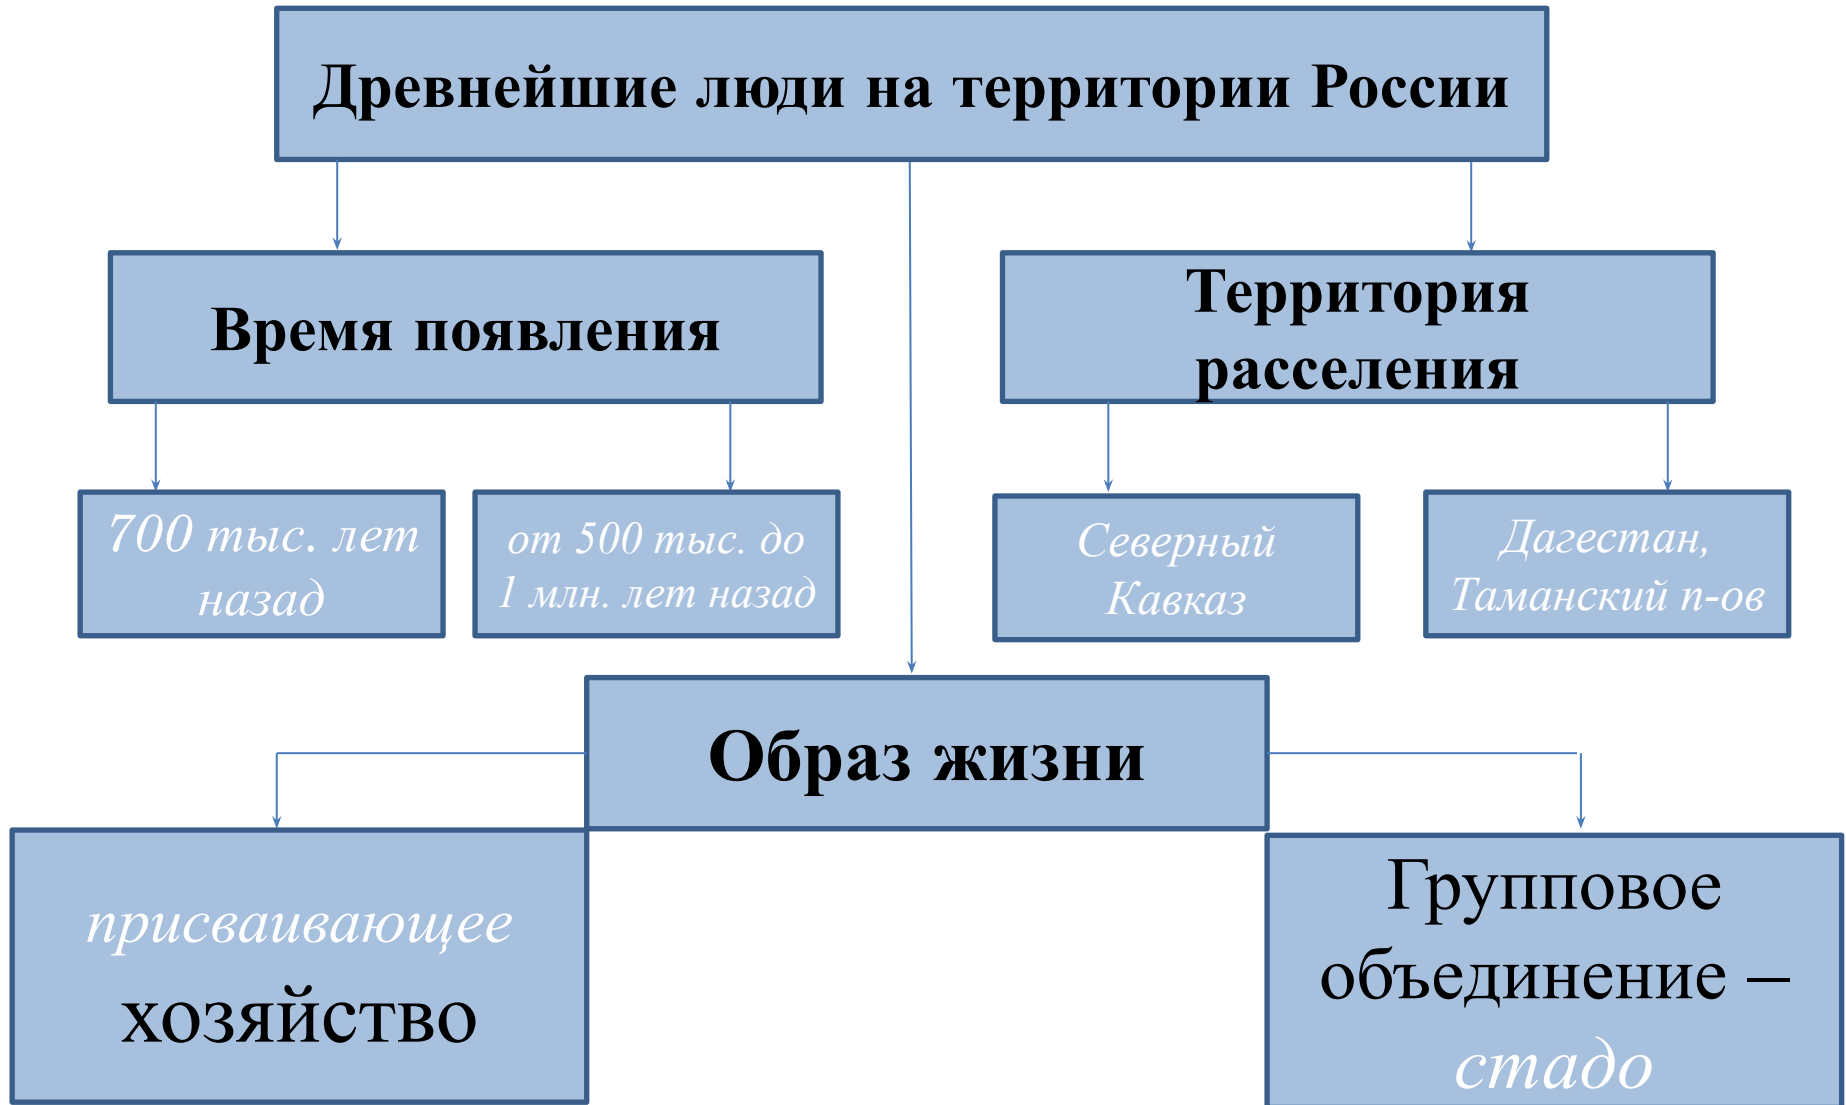 Древнейшие люди на территории России
Время появления
Территория
расселения
700 тыс. лет
назад
от 500 тыс. до
1 млн. лет назад
Северный
Кавказ
Дагестан,
Таманский п-ов
Образ жизни
присваивающее
хозяйство
Групповое
объединение –
стадо